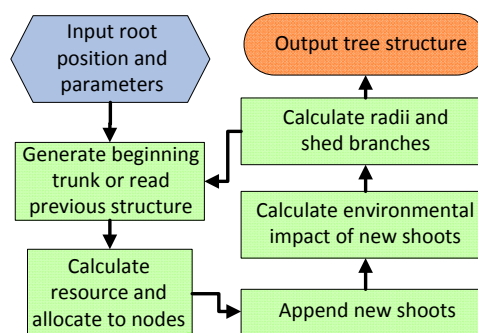 Input root
position and
parameters
Generate beginning
trunk or read
previous structure
Calculate
resource and
allocate to nodes
Append new shoots
Calculate environmental
impact of new shoots
Calculate radii and
shed branches
Output tree structure